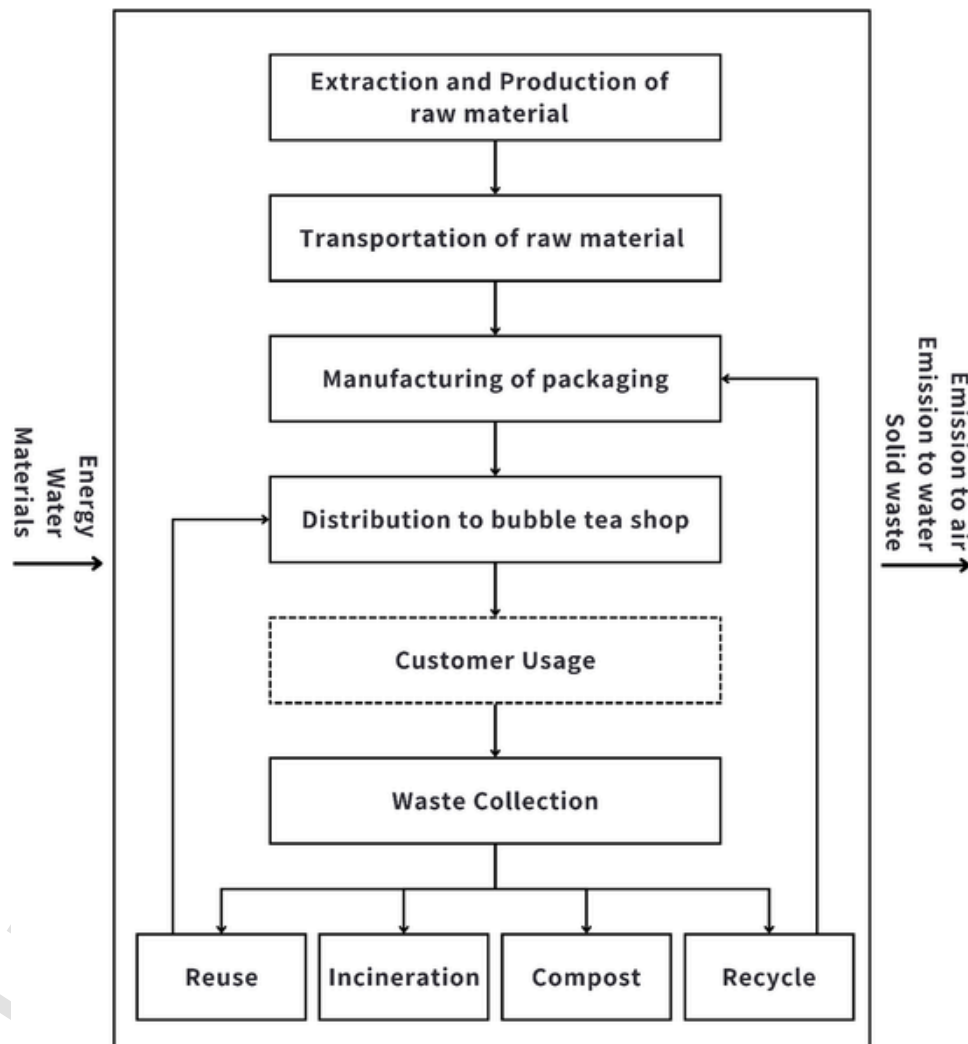 Extraction and Production of
raw material
Transportation of raw material
Manufacturing of packaging
Energy
Water
Materials
Emission to air
Emission to water
Solid waste
Distribution to bubble tea shop
Customer Usage
Waste Collection
Reuse
Incineration
Compost
Recycle